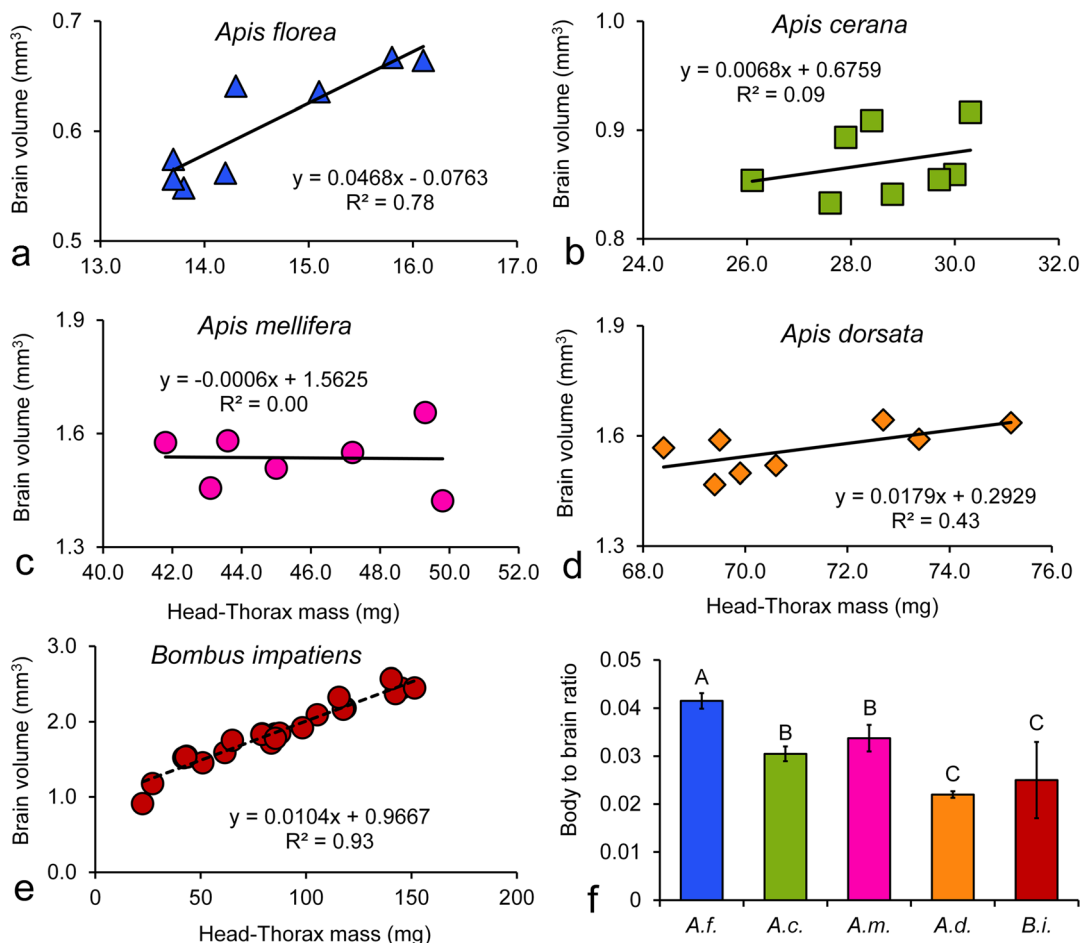 Apis florea
Brain volume (mm³)
0.7
0.6
0.5
y = 0.0468x - 0.0763
R² = 0.78
13.0 14.0 15.0 16.0 17.0
a
Apis cerana
Brain volume (mm³)
1.0
0.9
0.8
y = 0.0068x + 0.6759
R² = 0.09
24.0 26.0 28.0 30.0 32.0
b
Apis mellifera
Brain volume (mm³)
1.9
1.6
1.3
y = -0.0006x + 1.5625
R² = 0.00
40.0 42.0 44.0 46.0 48.0 50.0 52.0
Head-Thorax mass (mg)
c
Apis dorsata
Brain volume (mm³)
1.9
1.6
1.3
y = 0.0179x + 0.2929
R² = 0.43
68.0 70.0 72.0 74.0 76.0
Head-Thorax mass (mg)
d
Bombus impatiens
Brain volume (mm³)
3.0
2.0
1.0
0.0
y = 0.0104x + 0.9667
R² = 0.93
0 50 100 150 200
Head-Thorax mass (mg)
e
Body to brain ratio
0.05
0.04
0.03
0.02
0.01
0
A B B C C
A.f. A.c. A.m. A.d. B.i.
f